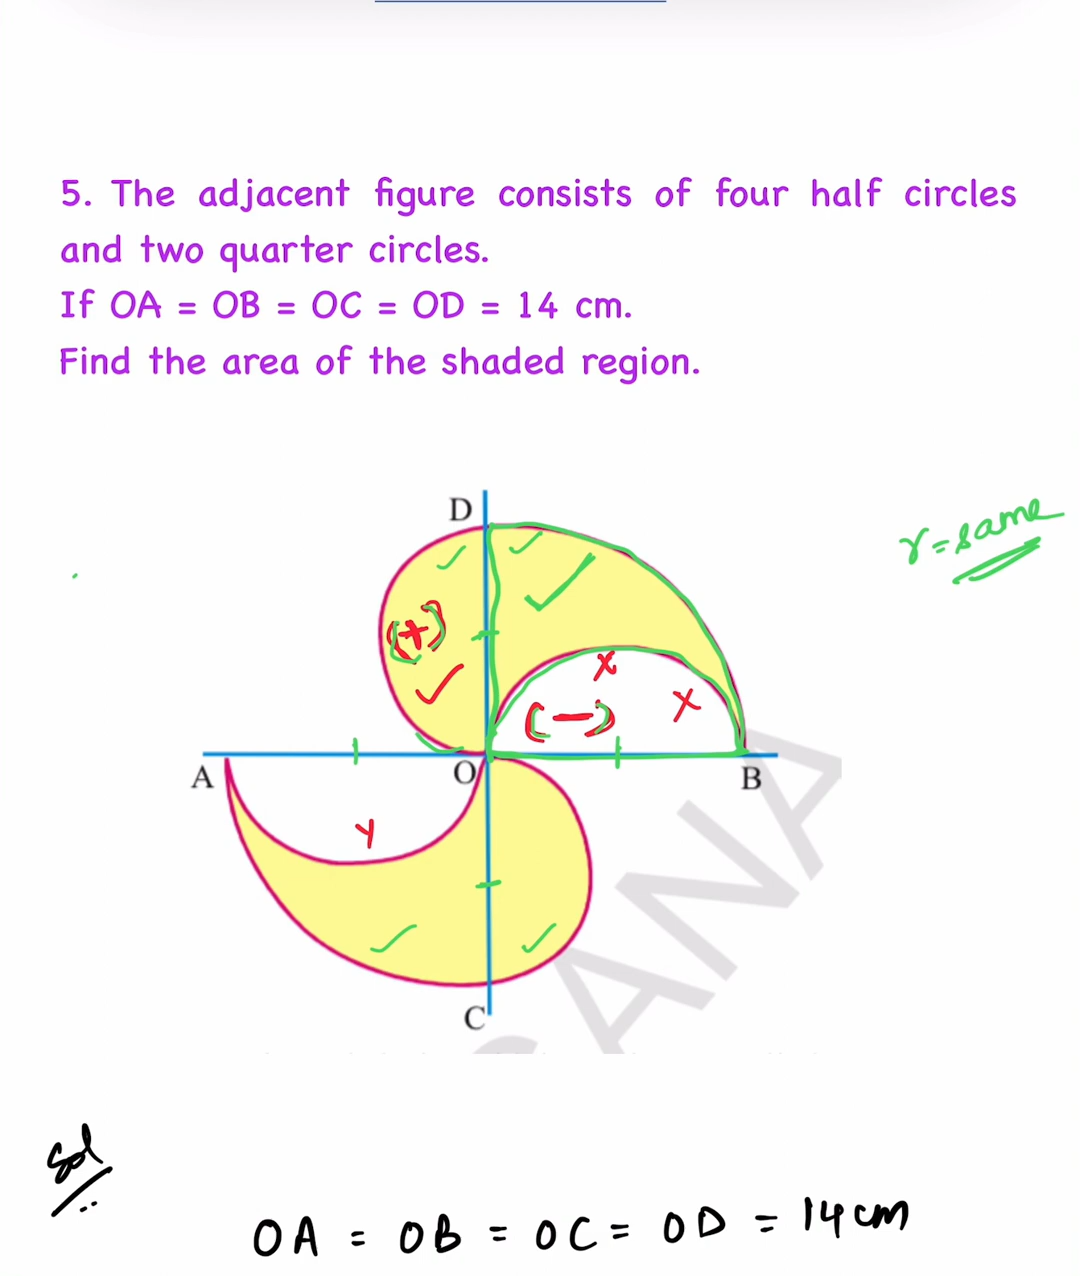 5. The adjacent figure consists of four half circles
and two quarter circles.
If OA = OB = OC = OD = 14 cm.
Find the area of the shaded region.
D
r = same
(+)
x
(-) x
A O B
y
C
Sol
OA = OB = OC = OD = 14 cm